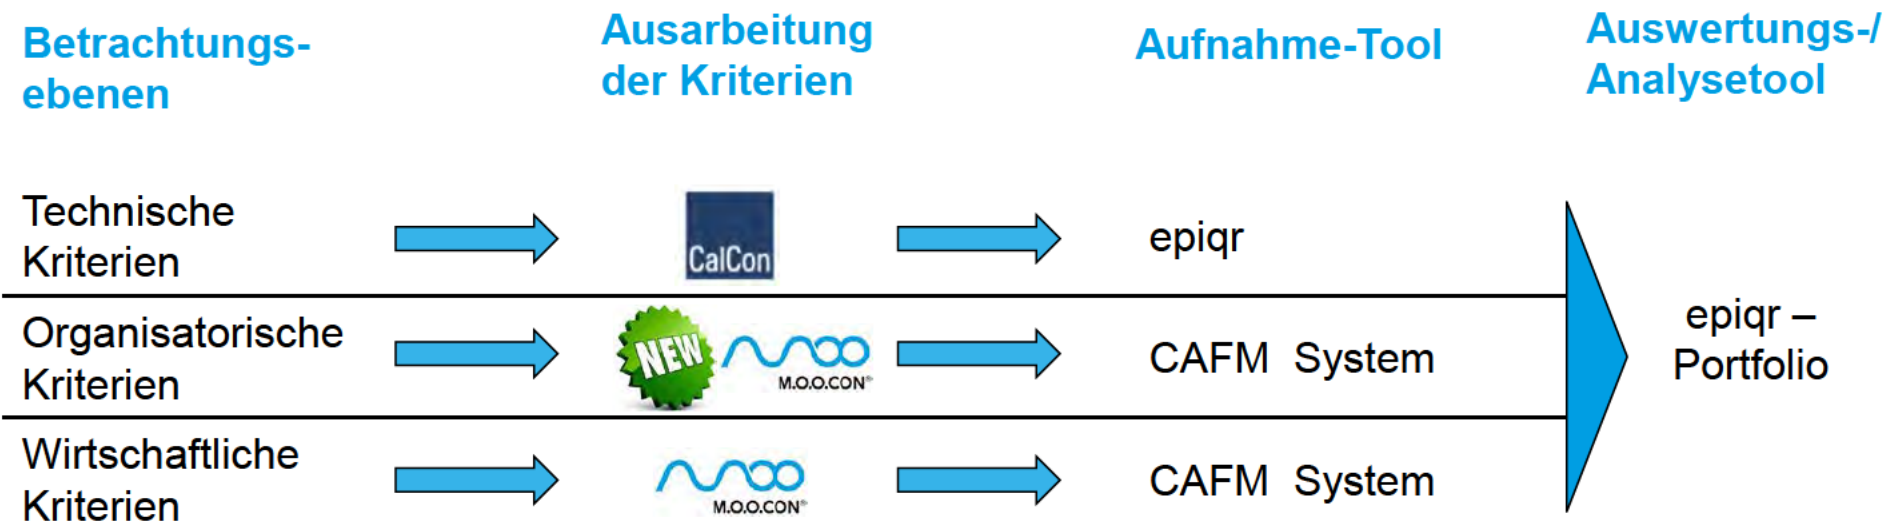 Betrachtungs-
ebenen
Ausarbeitung
der Kriterien
Aufnahme-Tool
Auswertungs-/
Analysetool
Technische
Kriterien
CalCon
epiqr
Organisatorische
Kriterien
NEW
M.O.O.CON®
CAFM System
Wirtschaftliche
Kriterien
M.O.O.CON®
CAFM System
epiqr –
Portfolio